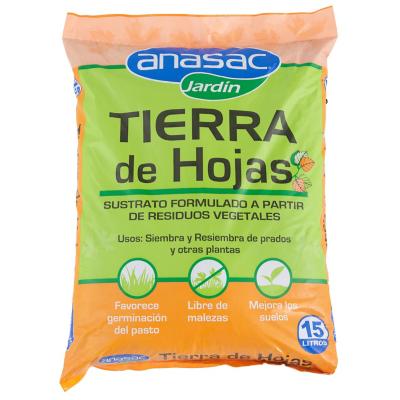 anasac
Jardín
TIERRA
de Hojas
SUSTRATO FORMULADO A PARTIR
DE RESIDUOS VEGETALES
Usos: Siembra y Resiembra de prados
y otras plantas
Favorece
germinación
del pasto
Libre de
malezas
Mejora los
suelos
15
LITROS
anasac
Tierra de Hojas